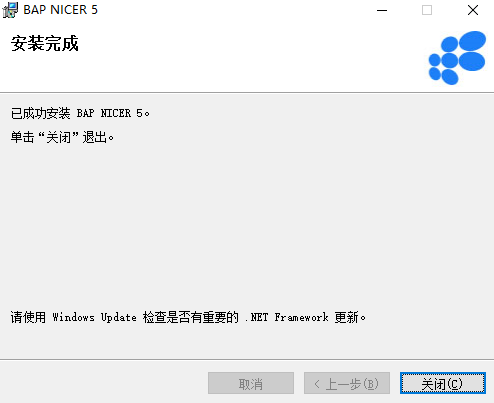 BAP NICER 5
安装完成
已成功安装 BAP NICER 5。
单击“关闭”退出。
请使用 Windows Update 检查是否有重要的 .NET Framework 更新。
取消
< 上一步(B)
关闭(C)